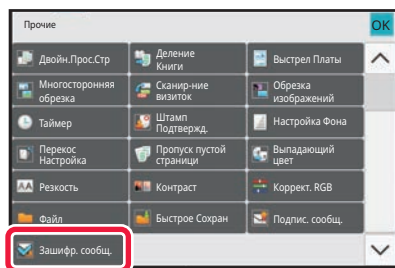 Прочие
OK
Двойн.Прос.Стр
Деление
Книги
Выстрел Платы
Многосторонняя
обрезка
Сканир-ние
визиток
Обрезка
изображений
Таймер
Штамп
Подтвержд.
Настройка Фона
Перекос
Настройка
Пропуск пустой
страници
Выпадающий
цвет
Резкость
Контраст
Коррект. RGB
Файл
Быстрое Сохран
Подпис. сообщ.
Зашифр. сообщ.